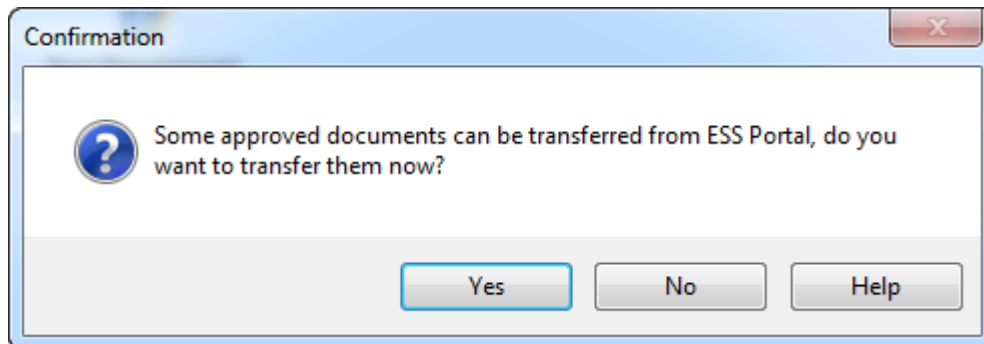 Confirmation
Some approved documents can be transferred from ESS Portal, do you
want to transfer them now?
Yes
No
Help